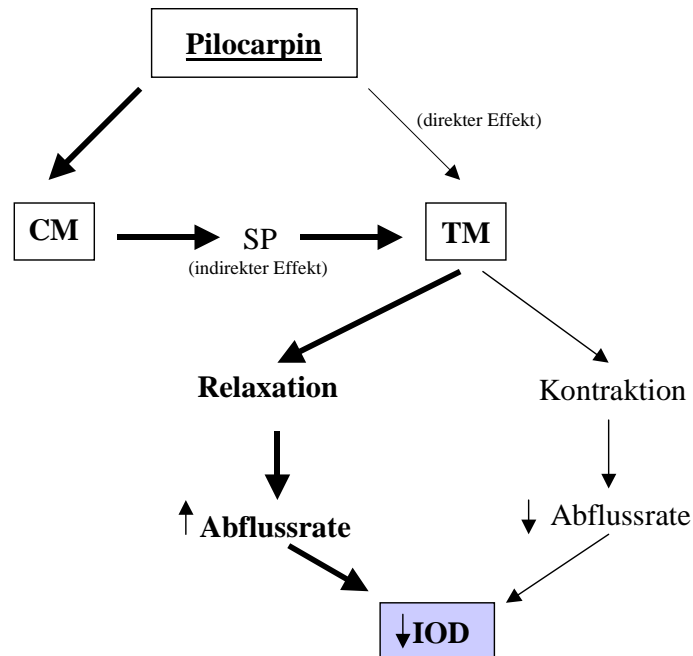 Pilocarpin
(direkter Effekt)
CM
SP
TM
(indirekter Effekt)
Relaxation
Kontraktion
↑ Abflussrate
↓ Abflussrate
↓IOD